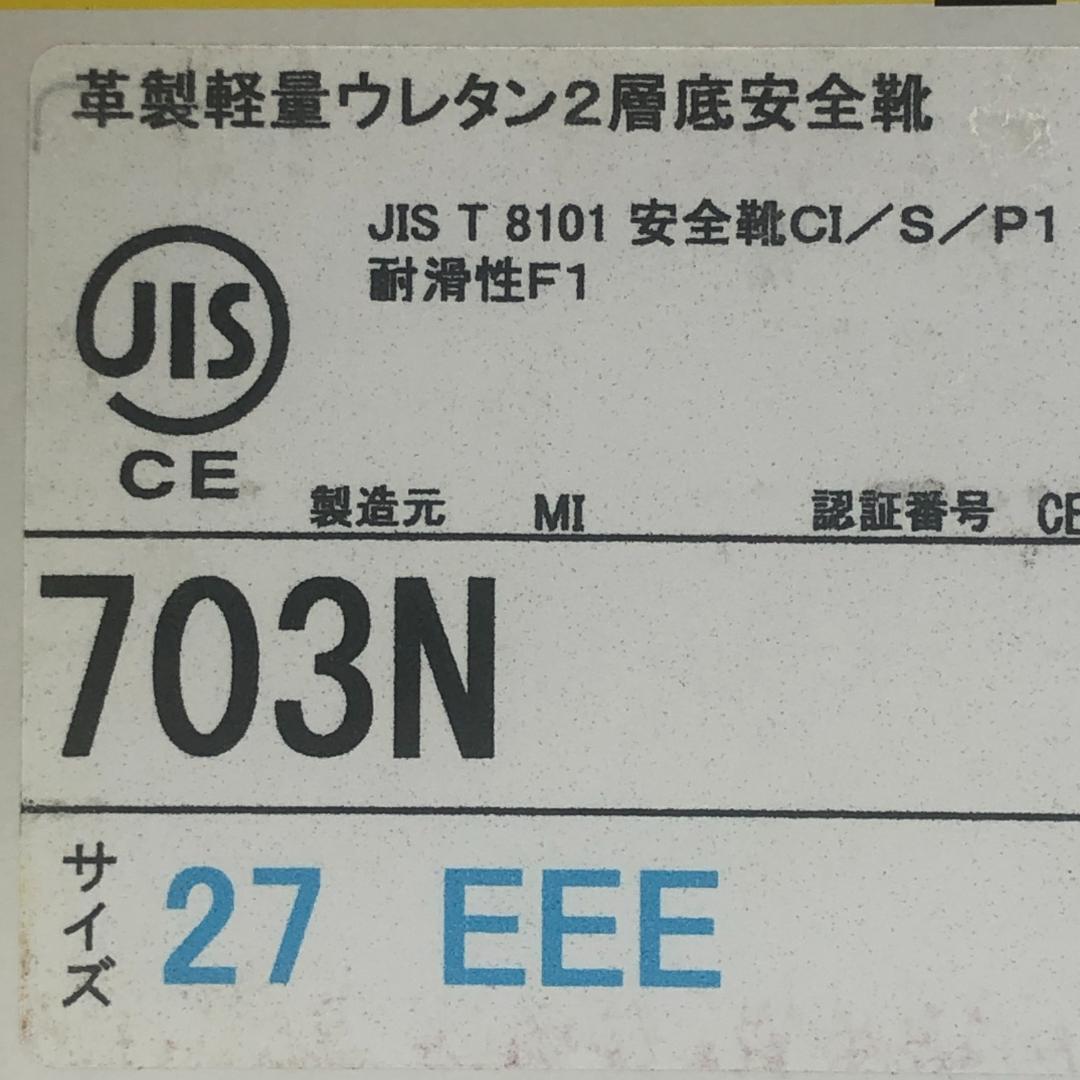 革製軽量ウレタン2層底安全靴
JIS T 8101 安全靴CI/S/P1
耐滑性F1
JIS
CE
製造元 MI 認証番号 CE
703N
サイズ 27 EEE